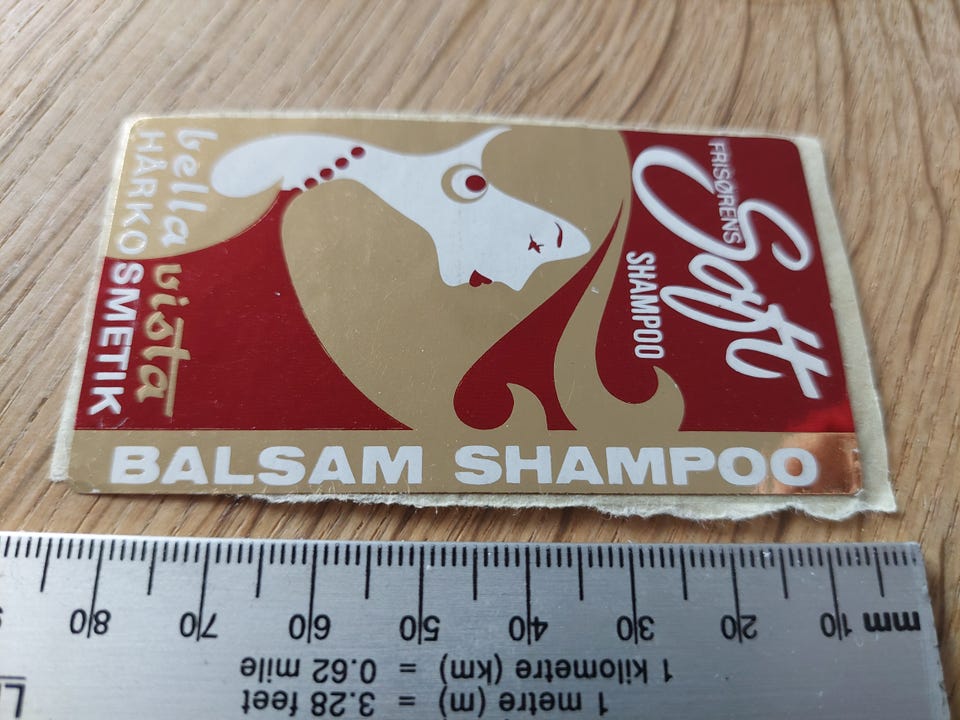 FRISØRENS
Soft
SHAMPOO
bella vista
HÅRKOSMETIK
BALSAM SHAMPOO
mm 10 20 30 40 50 60 70 80
1 kilometre (km) = 0.62 mile
1 metre (m) = 3.28 feet